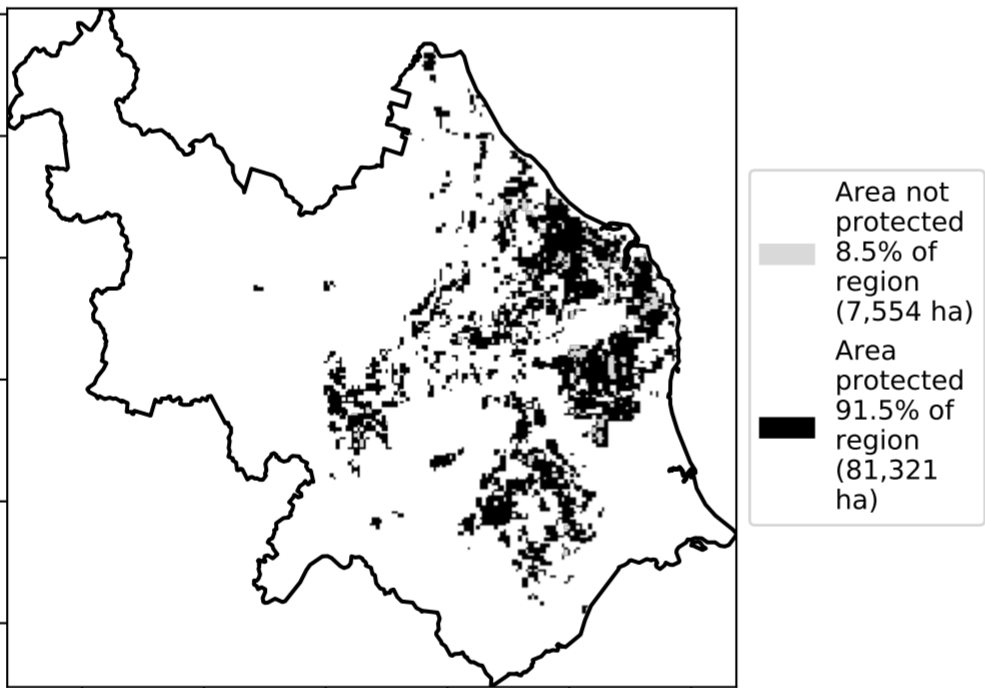 Area not
protected
8.5% of
region
(7,554 ha)
Area
protected
91.5% of
region
(81,321
ha)